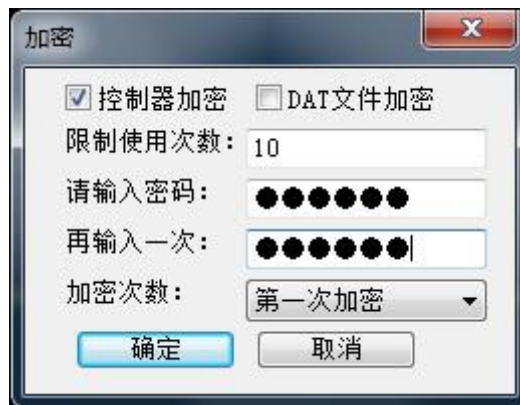 加密
控制器加密 DAT文件加密
限制使用次数: 10
请输入密码: ●●●●●●
再输入一次: ●●●●●●
加密次数: 第一次加密
确定 取消